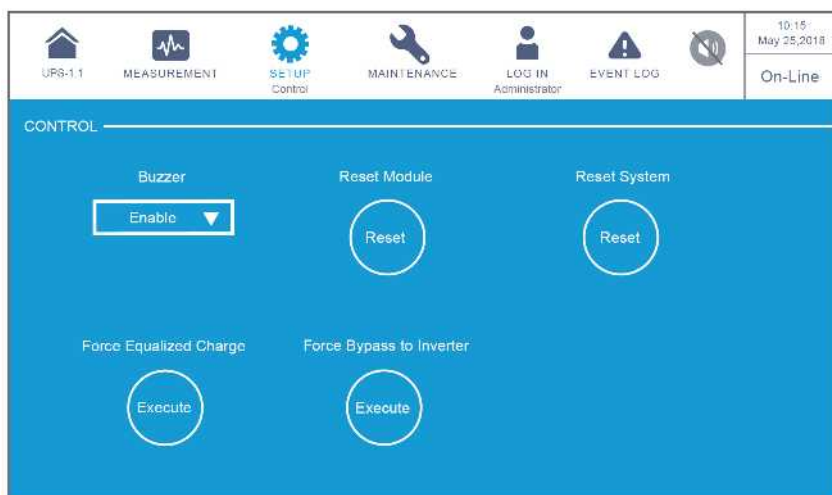 10:15
May 25,2018
UPS-1.1 MEASUREMENT SETUP MAINTENANCE LOG IN EVENT LOG
Control Administrator
On-Line
CONTROL
Buzzer Reset Module Reset System
Enable Reset Reset
Force Equalized Charge Force Bypass to Inverter
Execute Execute